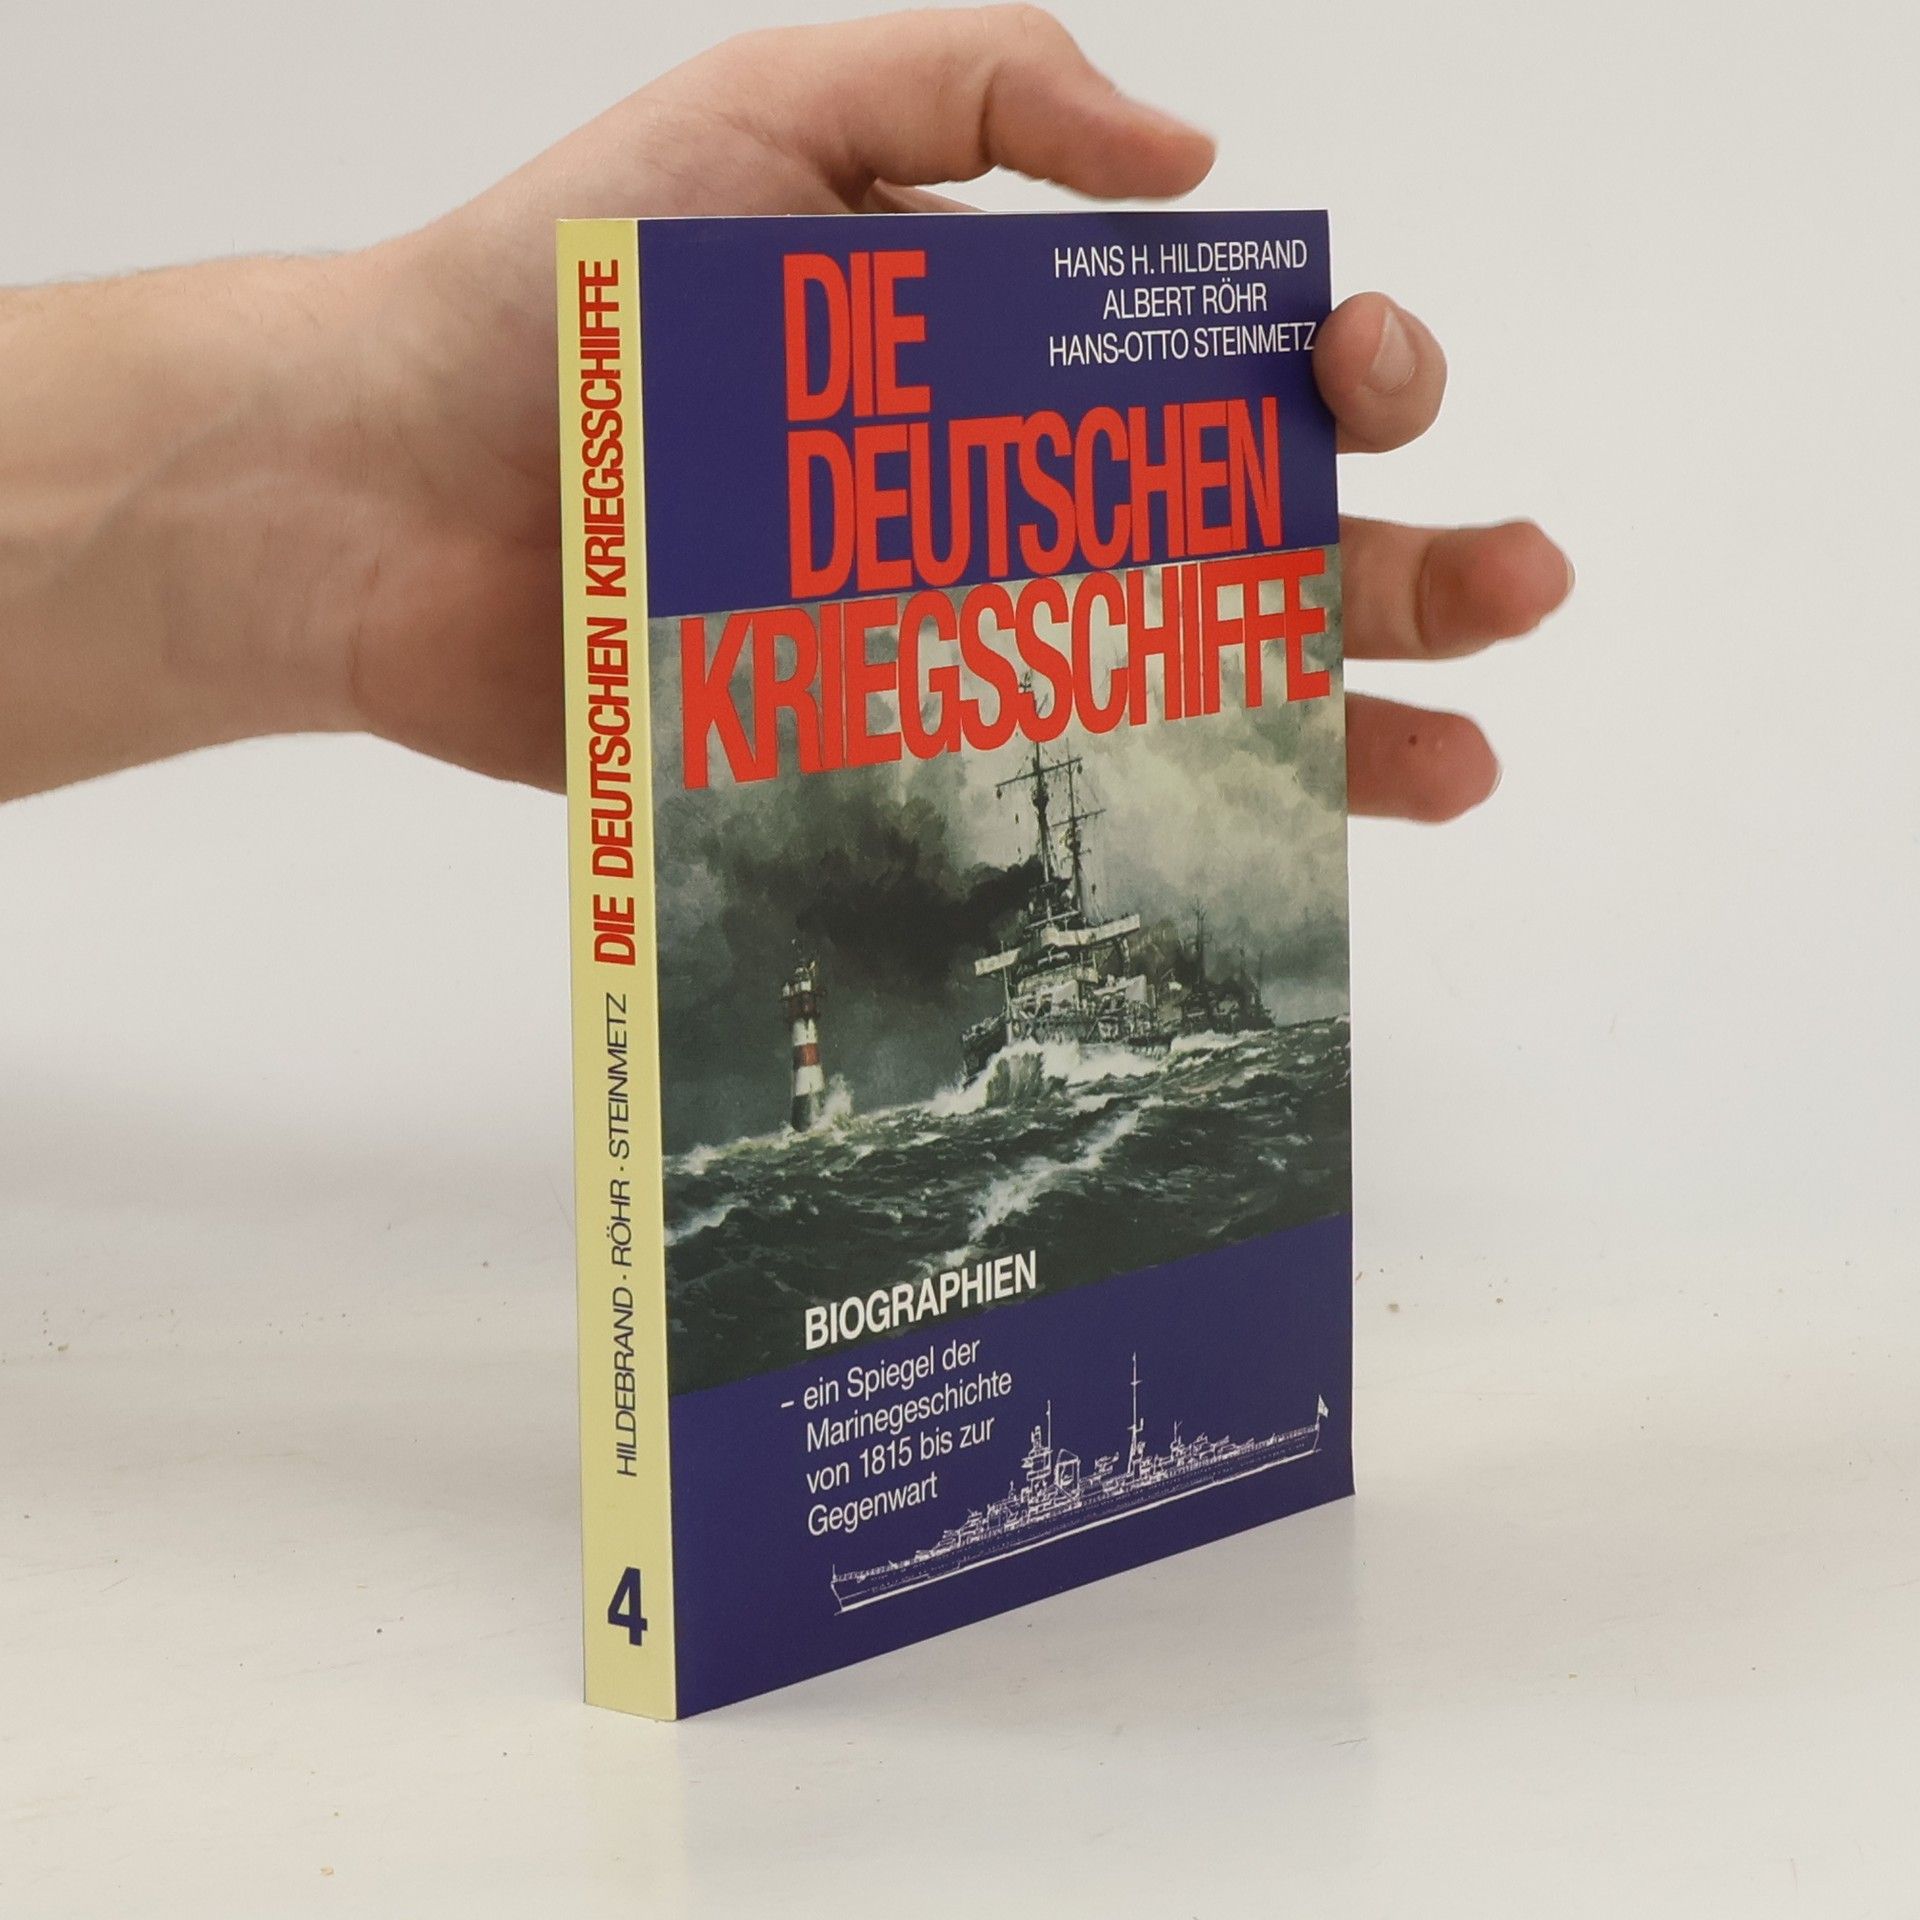 DIE DEUTSCHEN KRIEGSSCHIFFE
HILDEBRAND · RÖHR · STEINMETZ
4
HANS H. HILDEBRAND
ALBERT RÖHR
HANS-OTTO STEINMETZ
DIE
DEUTSCHEN
KRIEGSSCHIFFE
BIOGRAPHIEN
– ein Spiegel der
Marinegeschichte
von 1815 bis zur
Gegenwart